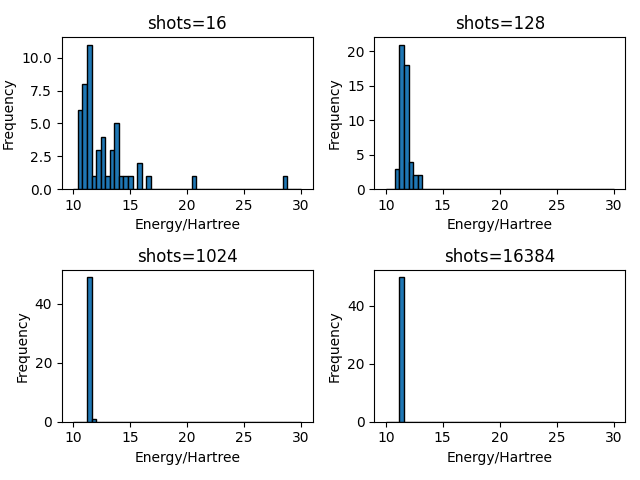 shots=16
Frequency
10.0
7.5
5.0
2.5
0.0
10 15 20 25 30
Energy/Hartree
shots=128
Frequency
20
15
10
5
0
10 15 20 25 30
Energy/Hartree
shots=1024
Frequency
40
20
0
10 15 20 25 30
Energy/Hartree
shots=16384
Frequency
40
20
0
10 15 20 25 30
Energy/Hartree